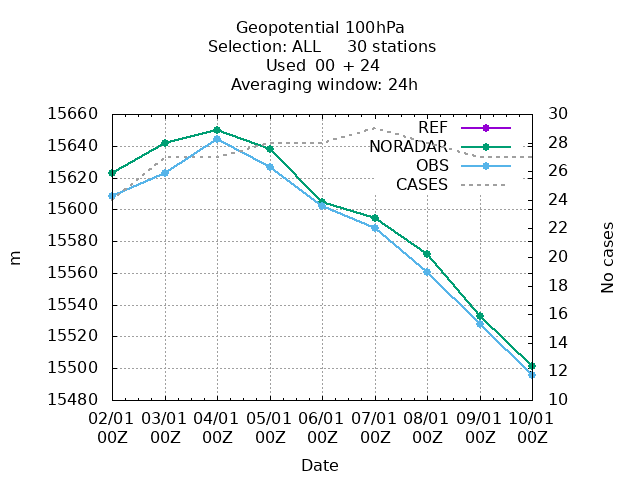 Geopotential 100hPa
Selection: ALL     30 stations
Used  00  + 24
Averaging window: 24h
15660
15640
15620
15600
15580
15560
15540
15520
15500
15480
m
REF
NORADAR
OBS
CASES
30
28
26
24
22
20
18
16
14
12
10
No cases
02/01 03/01 04/01 05/01 06/01 07/01 08/01 09/01 10/01
00Z 00Z 00Z 00Z 00Z 00Z 00Z 00Z 00Z
Date